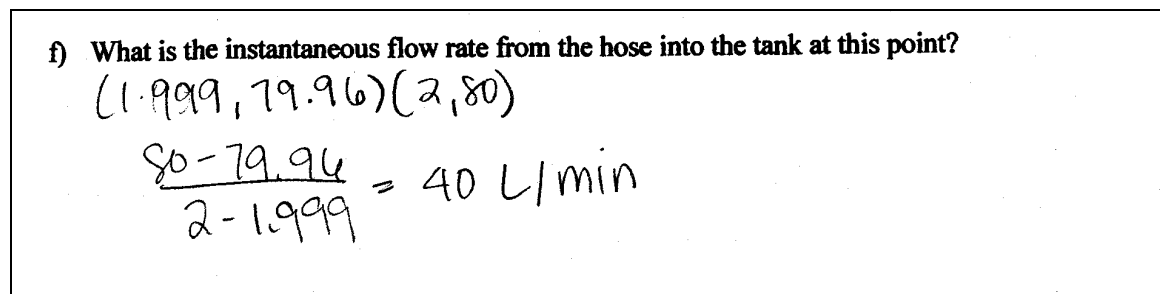 f) What is the instantaneous flow rate from the hose into the tank at this point?
(1.999, 79.96)(2,80)
80-79.96
2-1.999
= 40 L/min